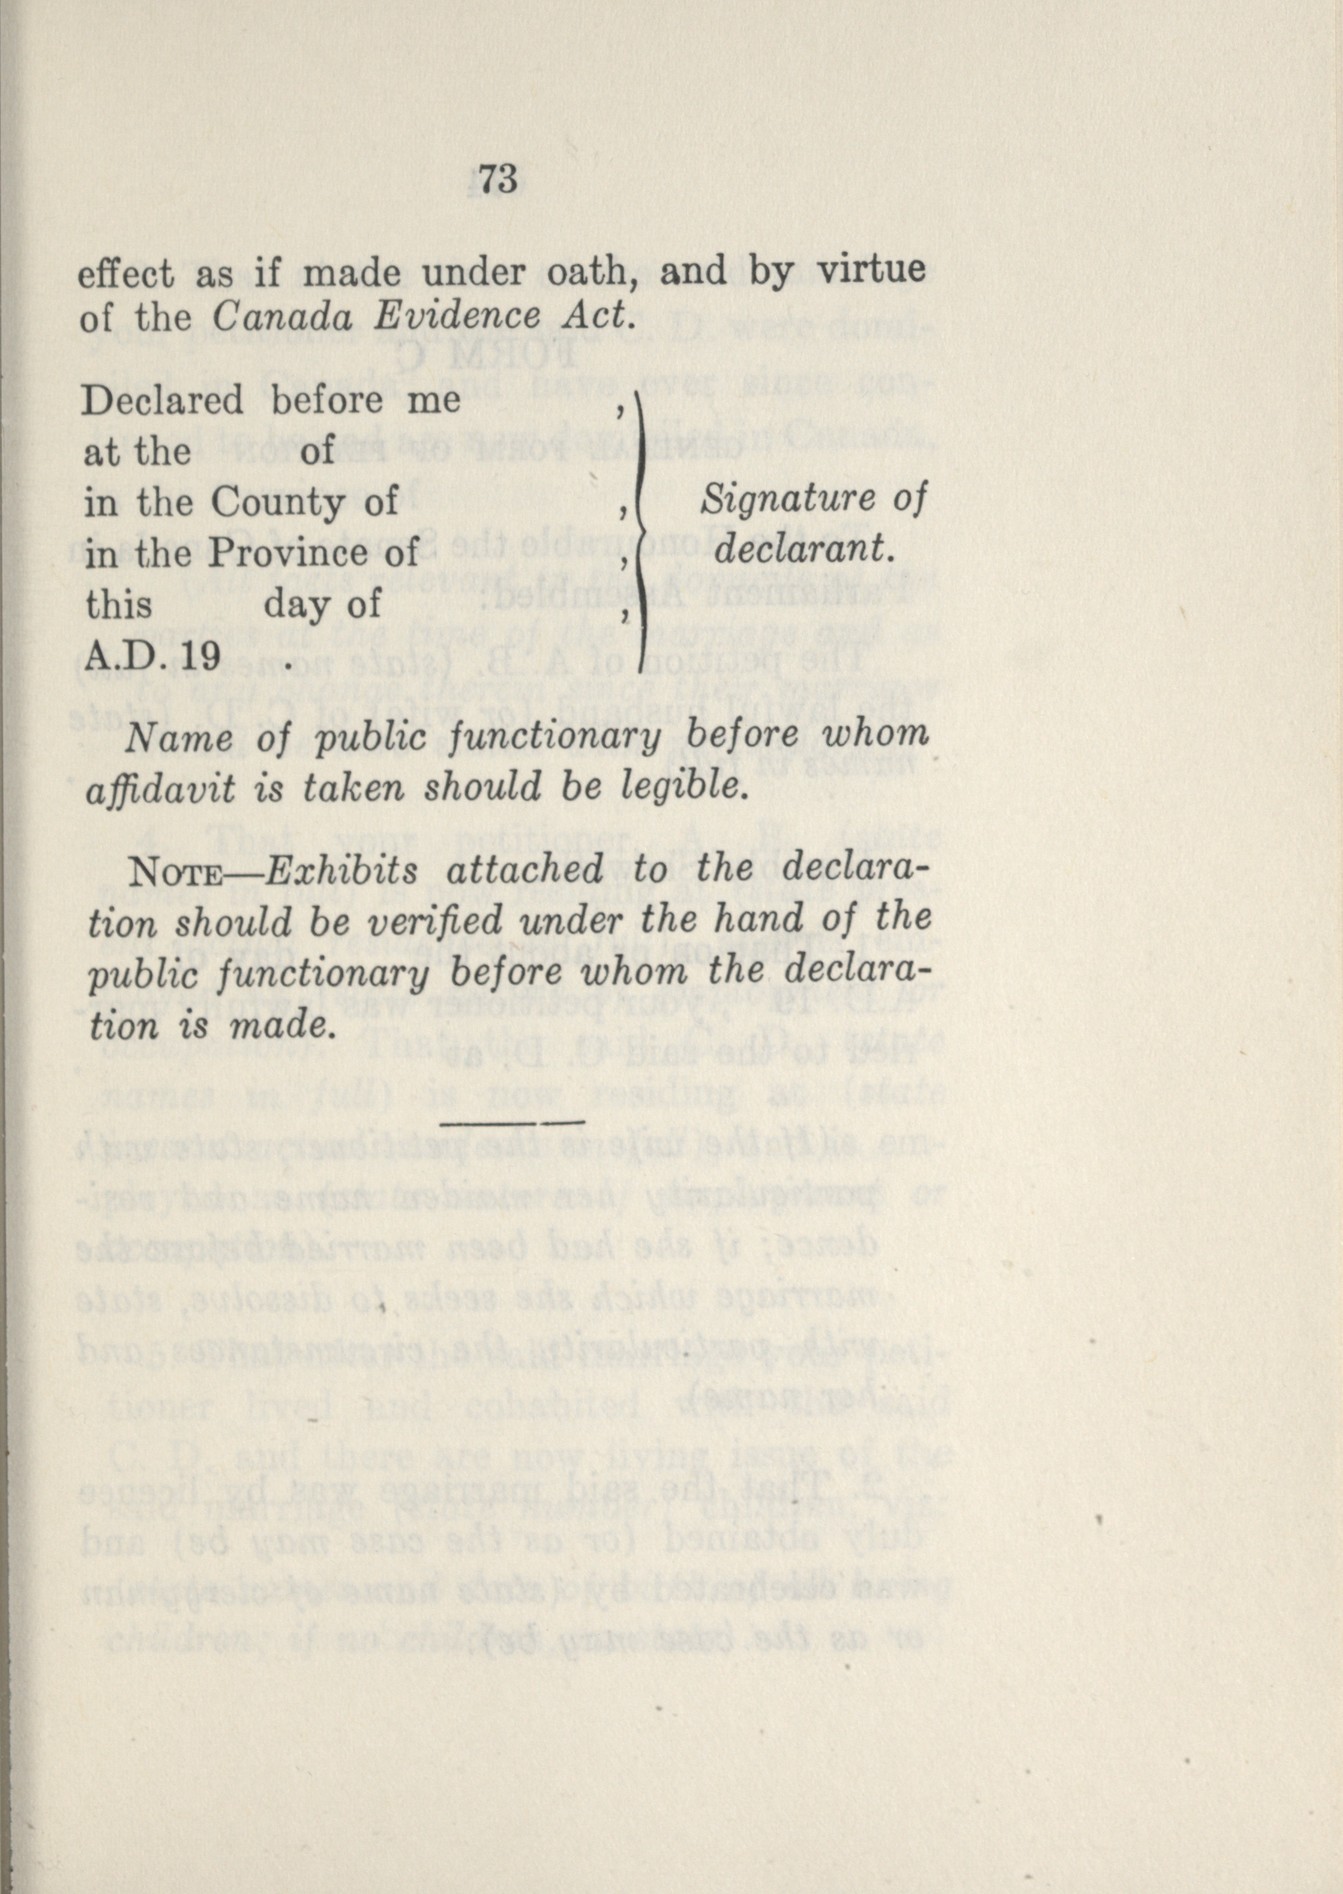 73
effect as if made under oath, and by virtue
of the Canada Evidence Act.
Declared before me ,
at the of
in the County of ,
in the Province of ,
this day of ,
A.D. 19 .
Signature of
declarant.
Name of public functionary before whom
affidavit is taken should be legible.
NOTE—Exhibits attached to the declara-
tion should be verified under the hand of the
public functionary before whom the declara-
tion is made.